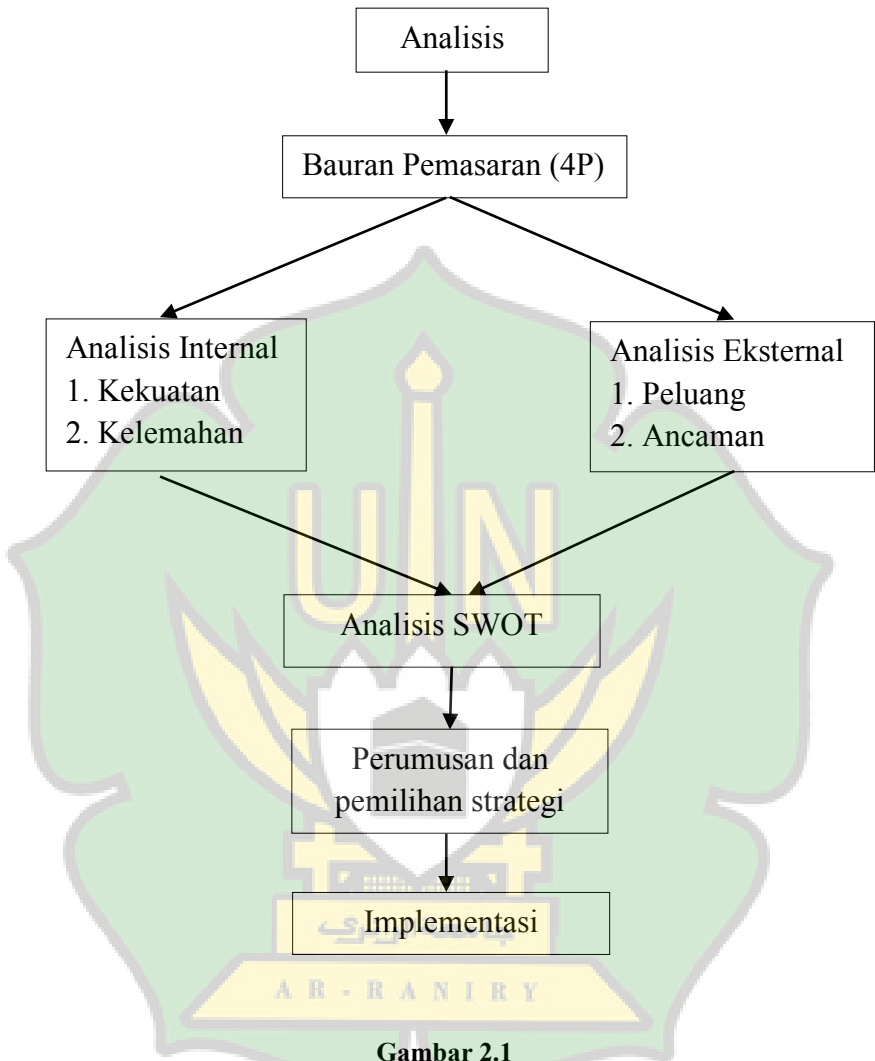 Analisis
Bauran Pemasaran (4P)
Analisis Internal
1. Kekuatan
2. Kelemahan
Analisis Eksternal
1. Peluang
2. Ancaman
UIN
Analisis SWOT
Perumusan dan
pemilihan strategi
Implementasi
AR-RANIRY
Gambar 2.1